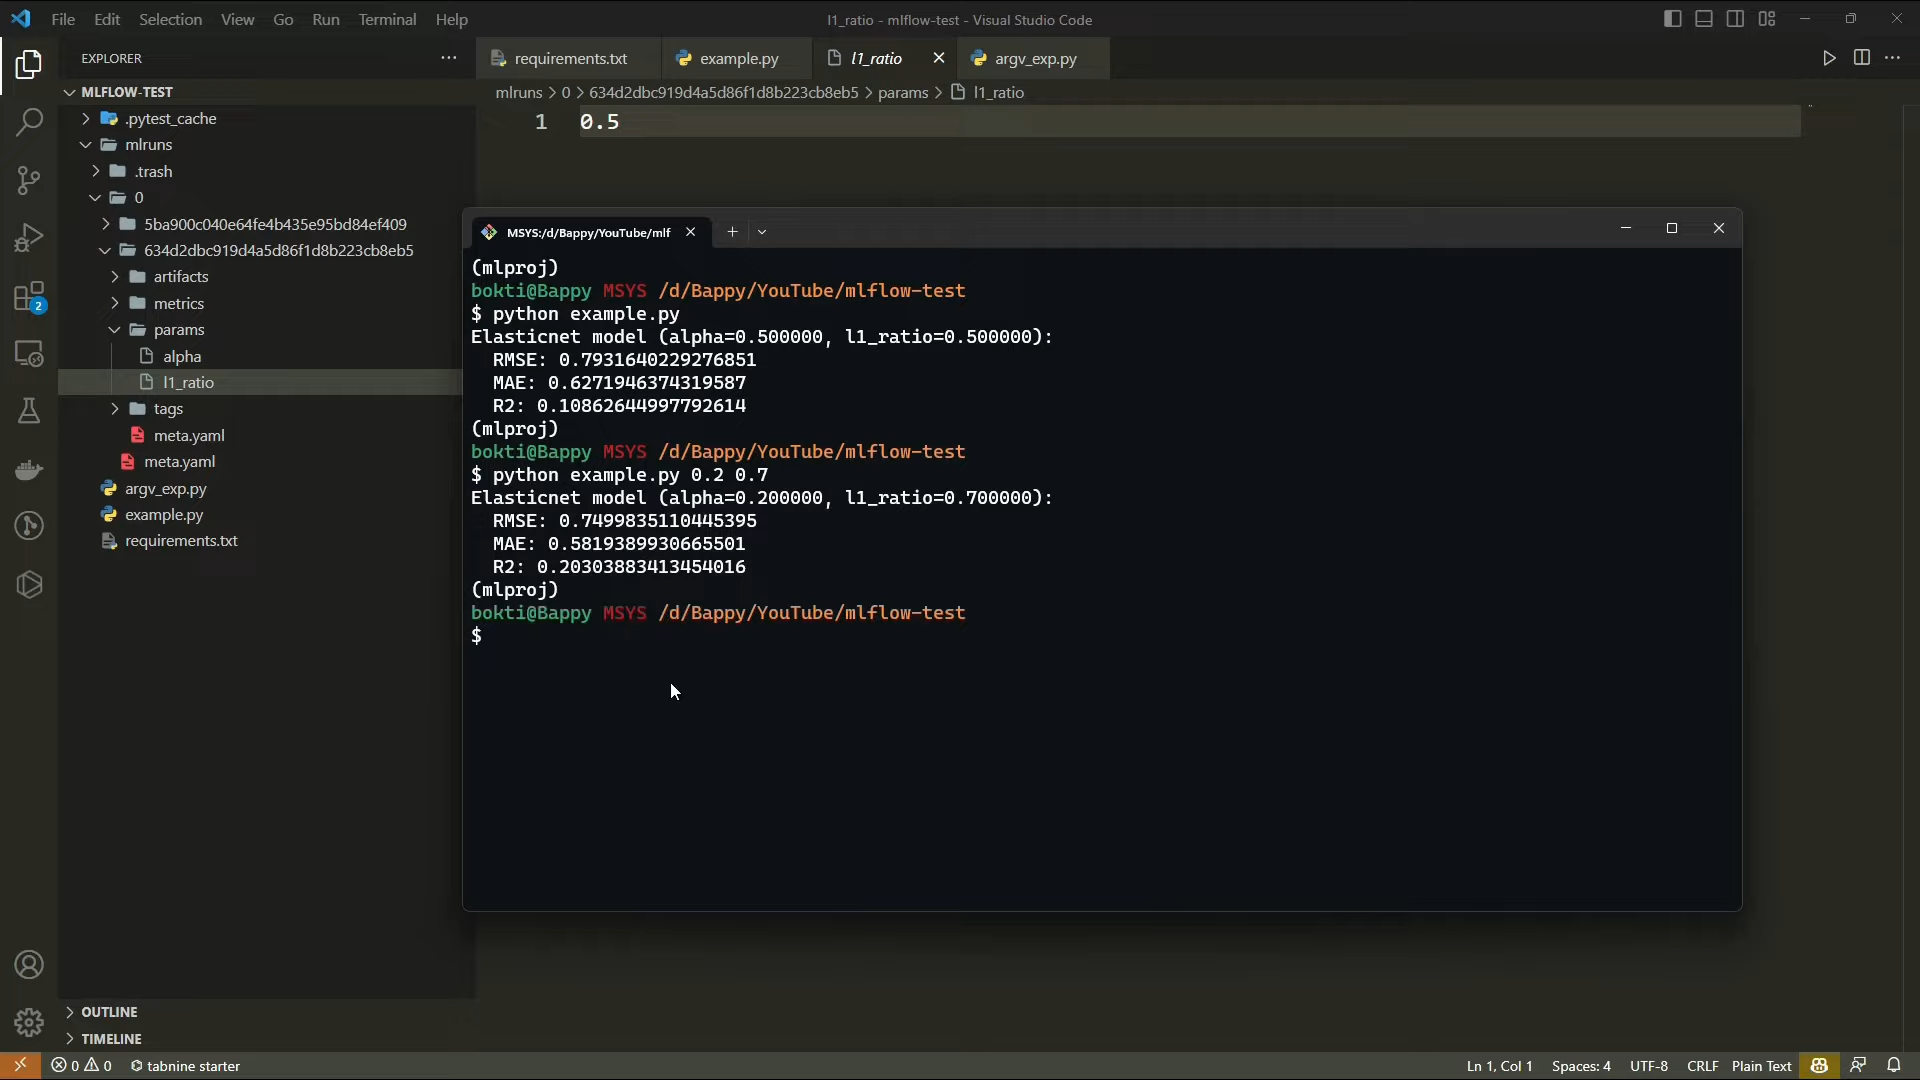 File Edit Selection View Go Run Terminal Help
l1_ratio - mlflow-test - Visual Studio Code
EXPLORER
requirements.txt
example.py
l1_ratio
argv_exp.py
MLFLOW-TEST
mlruns > 0 > 634d2dbc919d4a5d86f1d8b223cb8eb5 > params > l1_ratio
1 0.5
.pytest_cache
mlruns
.trash
0
5ba900c040e64fe4b435e95bd84ef409
634d2dbc919d4a5d86f1d8b223cb8eb5
artifacts
metrics
params
alpha
l1_ratio
tags
meta.yaml
meta.yaml
argv_exp.py
example.py
requirements.txt
2
MSYS:/d/Bappy/YouTube/mlf
(mlproj)
bokti@Bappy MSYS /d/Bappy/YouTube/mlflow-test
$ python example.py
Elasticnet model (alpha=0.500000, l1_ratio=0.500000):
RMSE: 0.7931640229276851
MAE: 0.6271946374319587
R2: 0.10862644997792614
(mlproj)
bokti@Bappy MSYS /d/Bappy/YouTube/mlflow-test
$ python example.py 0.2 0.7
Elasticnet model (alpha=0.200000, l1_ratio=0.700000):
RMSE: 0.7499835110445395
MAE: 0.5819389930665501
R2: 0.20303883413454016
(mlproj)
bokti@Bappy MSYS /d/Bappy/YouTube/mlflow-test
$
OUTLINE
TIMELINE
0 0 tabnine starter
Ln 1, Col 1 Spaces: 4 UTF-8 CRLF Plain Text